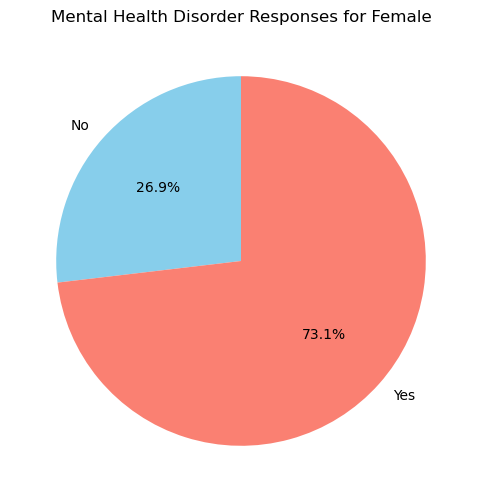 Mental Health Disorder Responses for Female
No
26.9%
73.1%
Yes